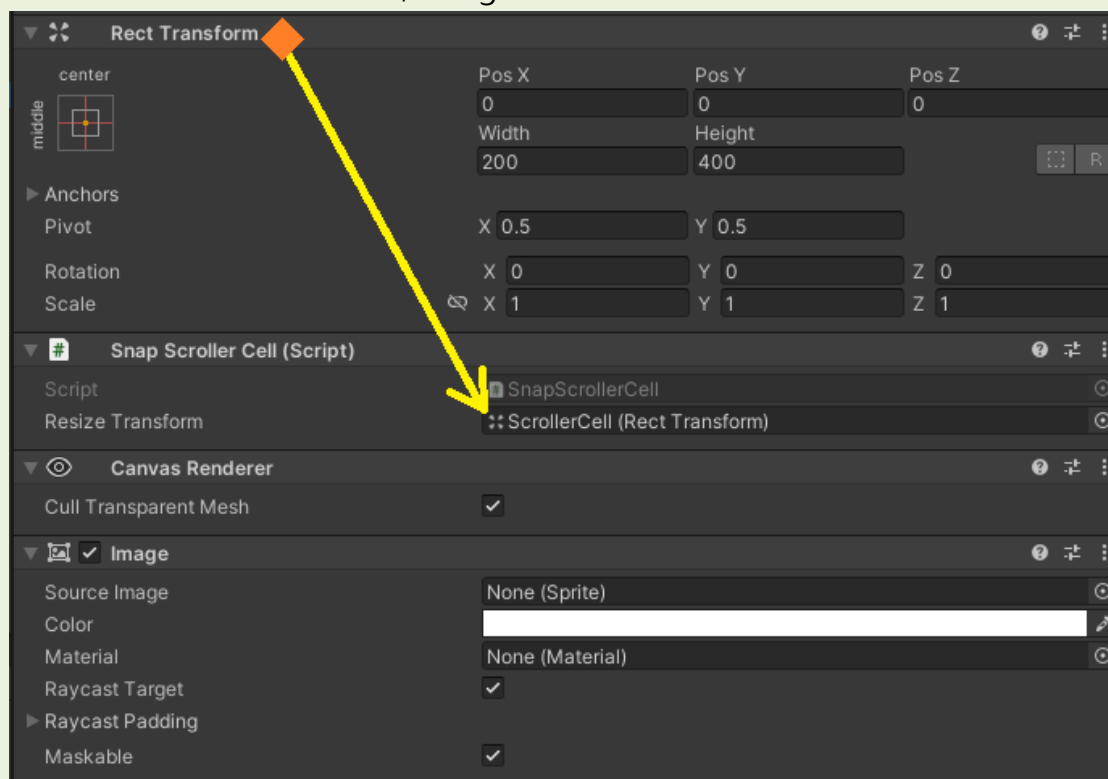 Rect Transform
center
middle
Pos X Pos Y Pos Z
0 0 0
Width Height
200 400
R
Anchors
Pivot X 0.5 Y 0.5
Rotation X 0 Y 0 Z 0
Scale X 1 Y 1 Z 1
# Snap Scroller Cell (Script)
Script # SnapScrollerCell
Resize Transform ScrollerCell (Rect Transform)
Canvas Renderer
Cull Transparent Mesh
Image
Source Image None (Sprite)
Color
Material None (Material)
Raycast Target
Raycast Padding
Maskable